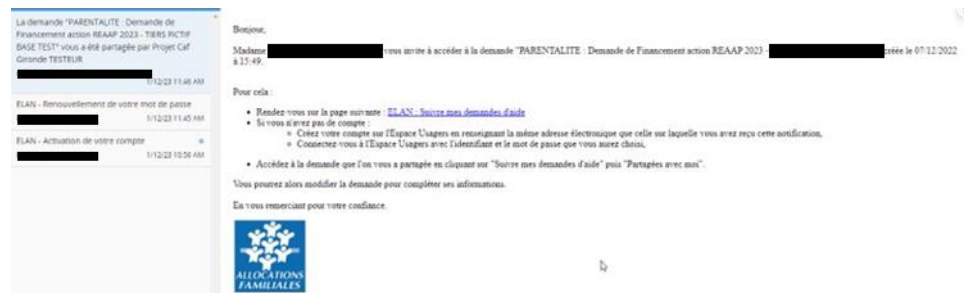 La demande "PARENTALITE : Demande de
Financement action REAAP 2023 - TIERS FICTIF
BASE TEST" vous a été partagée par Projet Caf
Gironde TESTEUR
1/12/23 11:46 AM
ELAN - Renouvellement de votre mot de passe
1/12/23 11:45 AM
ELAN - Activation de votre compte
1/12/23 10:56 AM
Bonjour,
Madame vous invite à accéder à la demande "PARENTALITE : Demande de Financement action REAAP 2023 - créée le 07/12/2022
à 15:49.
Pour cela :
Rendez-vous sur la page suivante : ELAN : Suivre mes demandes d'aide
Si vous n'avez pas de compte :
Créez votre compte sur l'Espace Usagers en renseignant la même adresse électronique que celle sur laquelle vous avez reçu cette notification,
Connectez vous à l'Espace Usagers avec l'identifiant et le mot de passe que vous aurez choisi,
Accédez à la demande que l'on vous a partagée en cliquant sur "Suivre mes demandes d'aide" puis "Partagées avec moi".
Vous pourrez alors modifier la demande pour compléter ses informations.
En vous remerciant pour votre confiance.
ALLOCATIONS
FAMILIALES